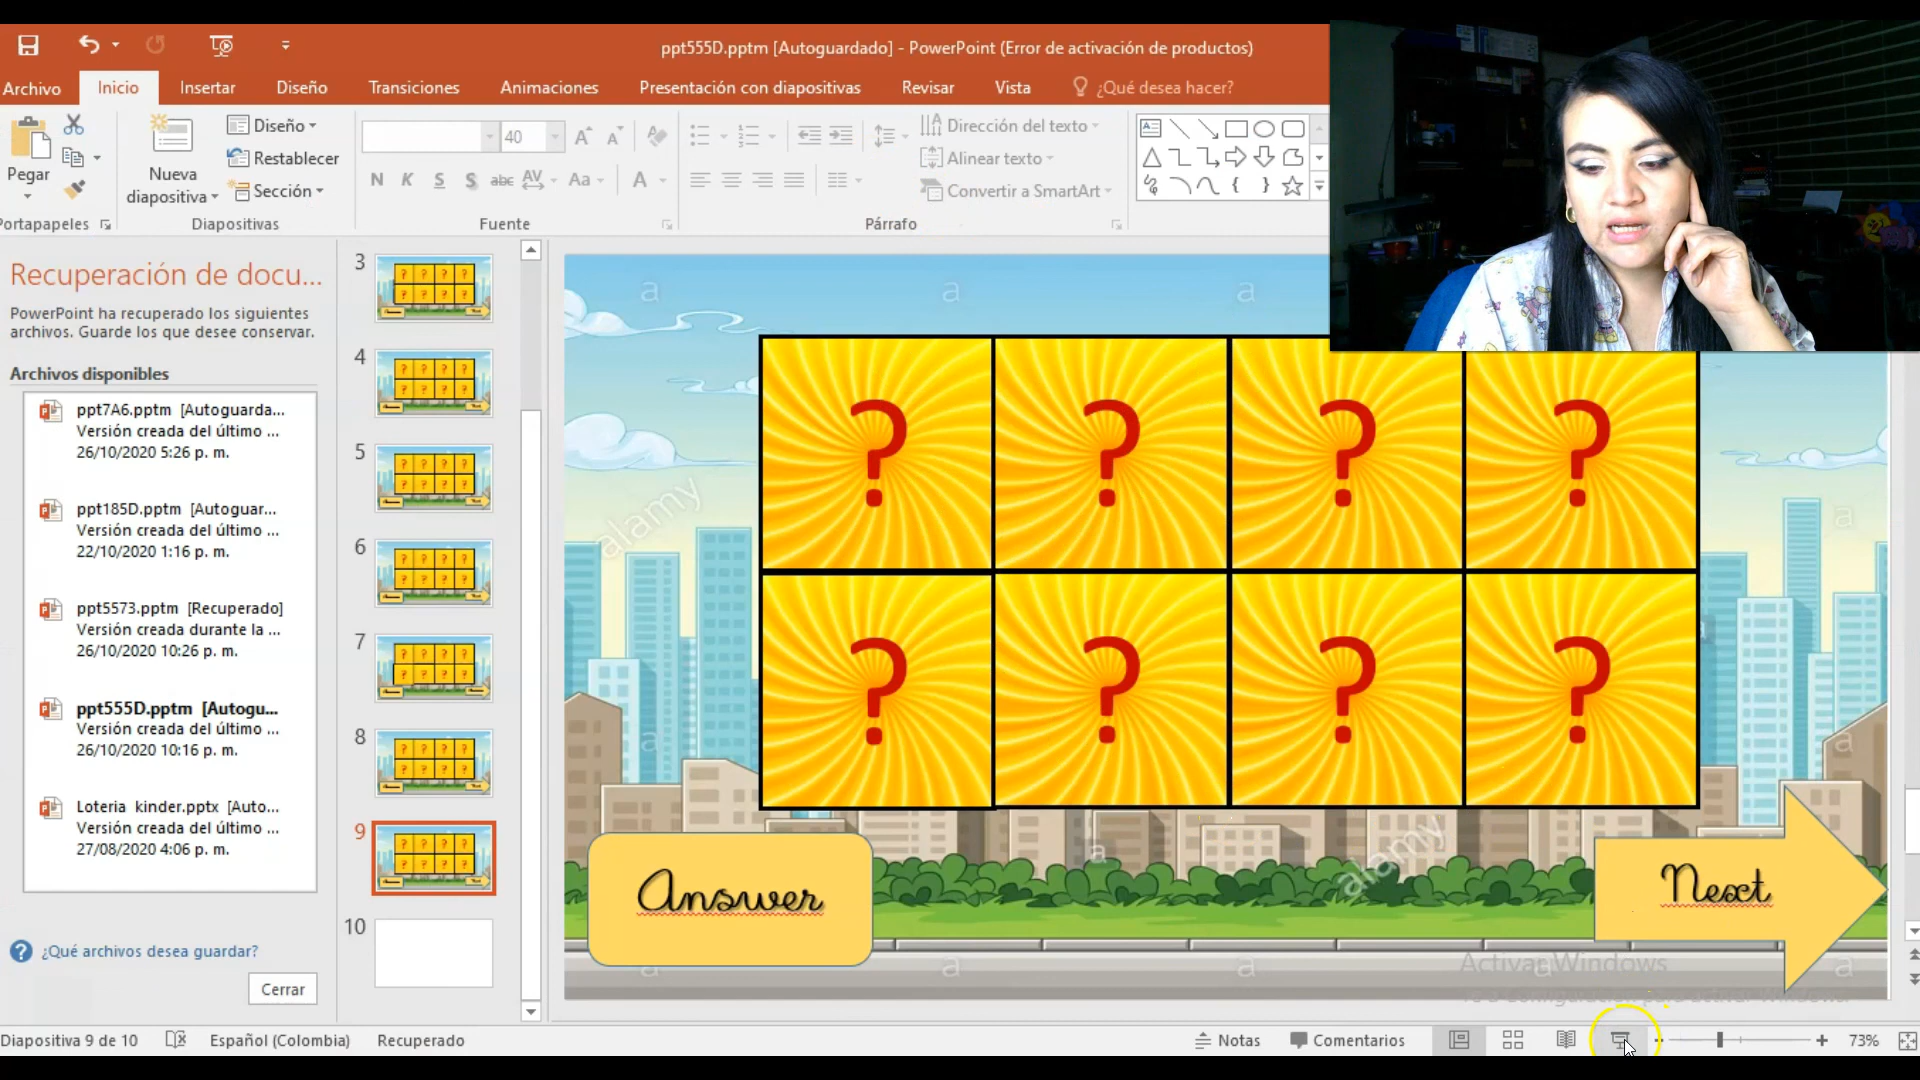 ppt555D.pptm [Autoguardado] - PowerPoint (Error de activación de productos)
Archivo Inicio Insertar Diseño Transiciones Animaciones Presentación con diapositivas Revisar Vista ¿Qué desea hacer?
Pegar
Nueva
diapositiva
Diseño
Restablecer
Sección
40
N K S S abc AV Aa A
Dirección del texto
Alinear texto
Convertir a SmartArt
Portapapeles Diapositivas Fuente Párrafo
Recuperación de docu...
PowerPoint ha recuperado los siguientes
archivos. Guarde los que desee conservar.
Archivos disponibles
ppt7A6.pptm [Autoguarda...
Versión creada del último ...
26/10/2020 5:26 p. m.
ppt185D.pptm [Autoguar...
Versión creada del último ...
22/10/2020 1:16 p. m.
ppt5573.pptm [Recuperado]
Versión creada durante la ...
26/10/2020 10:26 p. m.
ppt555D.pptm [Autogu...
Versión creada del último ...
26/10/2020 10:16 p. m.
Loteria kinder.pptx [Auto...
Versión creada del último ...
27/08/2020 4:06 p. m.
¿Qué archivos desea guardar?
Cerrar
3
4
5
6
7
8
9
10
a a a
alamy
? ? ? ?
? ? ? ?
Answer
Next
alamy
Activar Windows
Diapositiva 9 de 10 Español (Colombia) Recuperado Notas Comentarios 73%